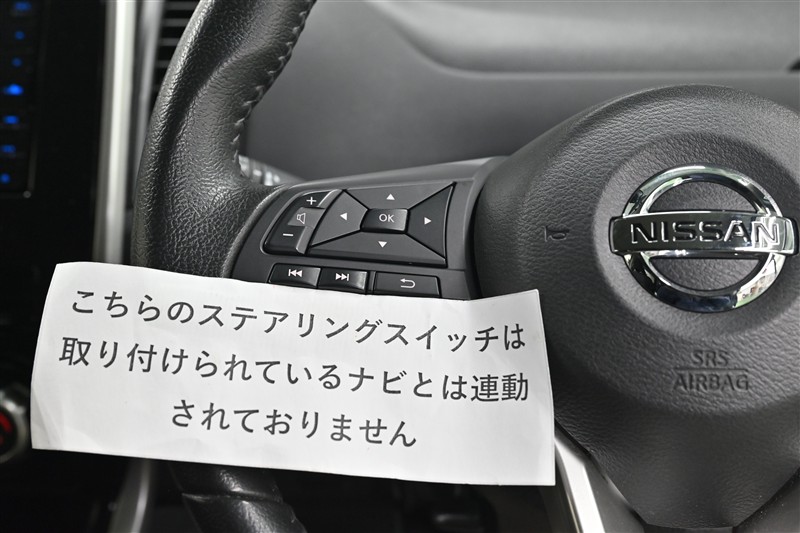 +
OK
−
こちらのステアリングスイッチは
取り付けられているナビとは連動
されておりません
NISSAN
SRS
AIRBAG